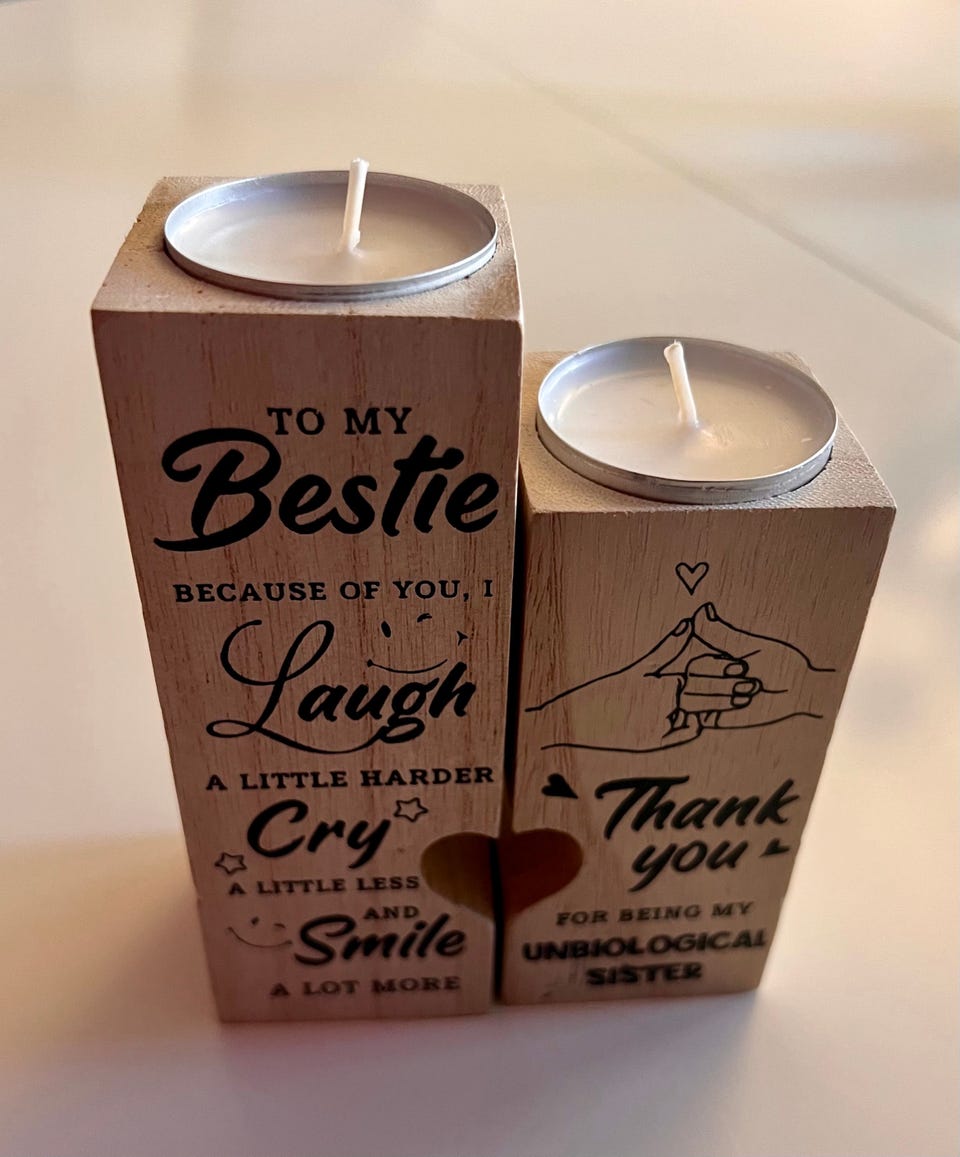 TO MY
Bestie
BECAUSE OF YOU, I
Laugh
A LITTLE HARDER
Cry
A LITTLE LESS
AND
Smile
A LOT MORE
Thank
you
FOR BEING MY
UNBIOLOGICAL
SISTER